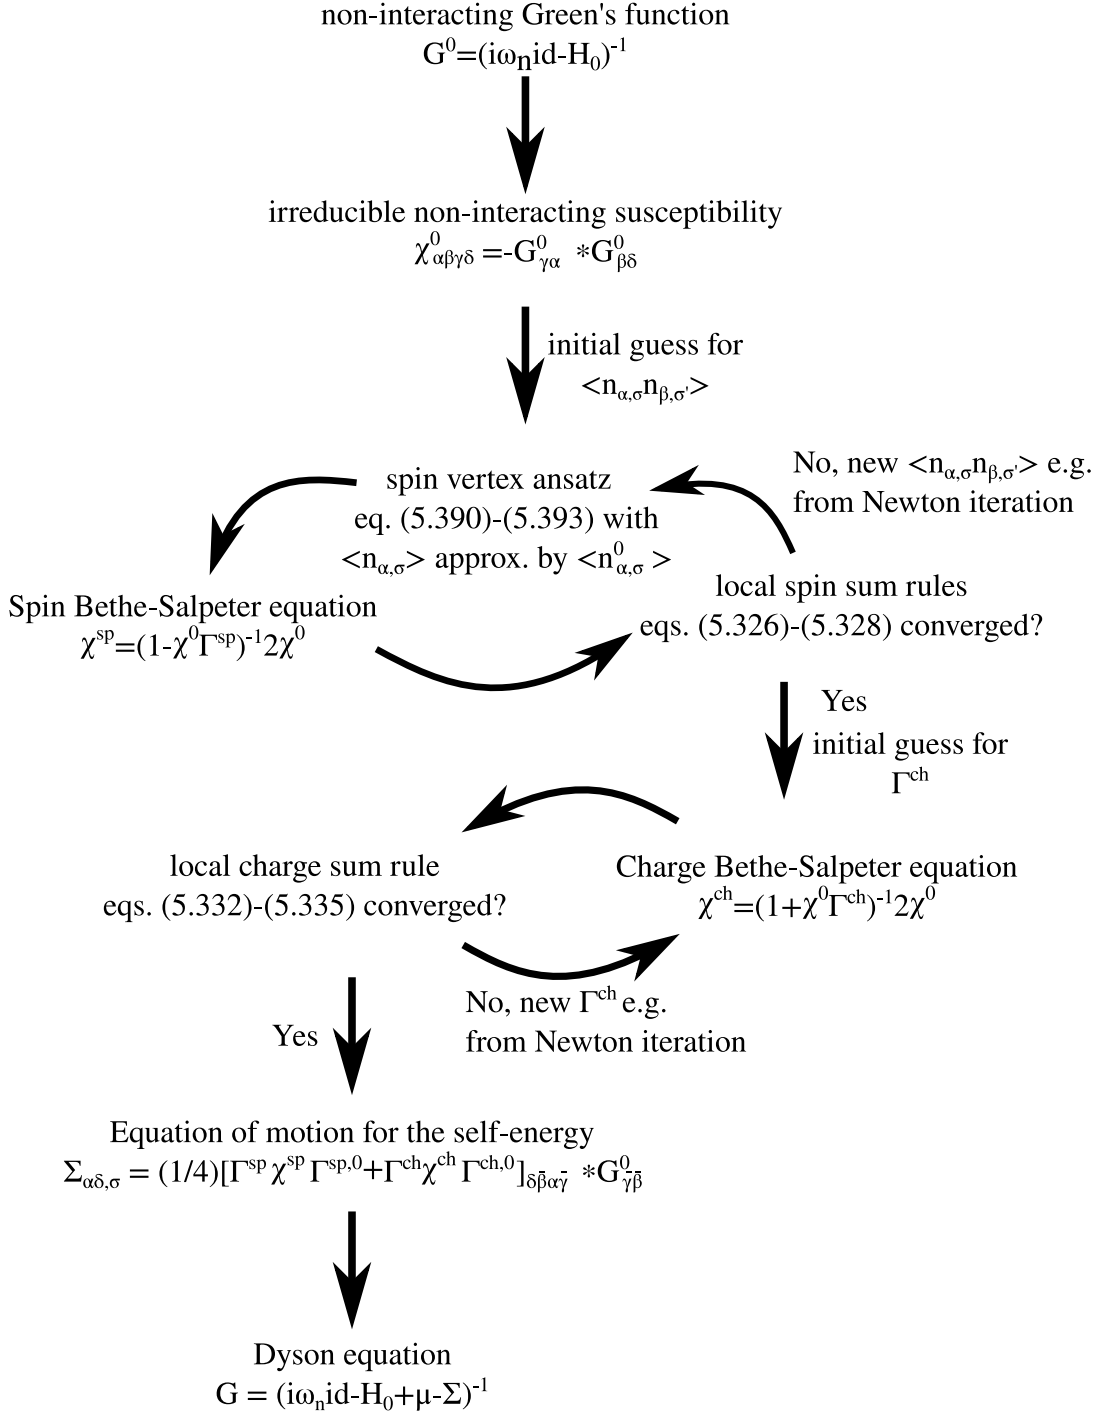 non-interacting Green's function
G⁰=(iωₙid-H₀)⁻¹
irreducible non-interacting susceptibility
χ⁰αβγδ =-G⁰γα *G⁰βδ
initial guess for
<nα,σnβ,σ'>
spin vertex ansatz
eq. (5.390)-(5.393) with
<nα,σ> approx. by <n⁰α,σ >
No, new <nα,σnβ,σ'> e.g.
from Newton iteration
Spin Bethe-Salpeter equation
χˢᵖ=(1-χ⁰Γˢᵖ)⁻¹2χ⁰
local spin sum rules
eqs. (5.326)-(5.328) converged?
Yes
initial guess for
Γᶜʰ
local charge sum rule
eqs. (5.332)-(5.335) converged?
Charge Bethe-Salpeter equation
χᶜʰ=(1+χ⁰Γᶜʰ)⁻¹2χ⁰
No, new Γᶜʰ e.g.
from Newton iteration
Yes
Equation of motion for the self-energy
Σαδ,σ = (1/4)[Γˢᵖ χˢᵖ Γˢᵖ,⁰+Γᶜʰχᶜʰ Γᶜʰ,⁰]δβ̄αγ̄ *G⁰γ̄β̄
Dyson equation
G = (iωₙid-H₀+μ-Σ)⁻¹